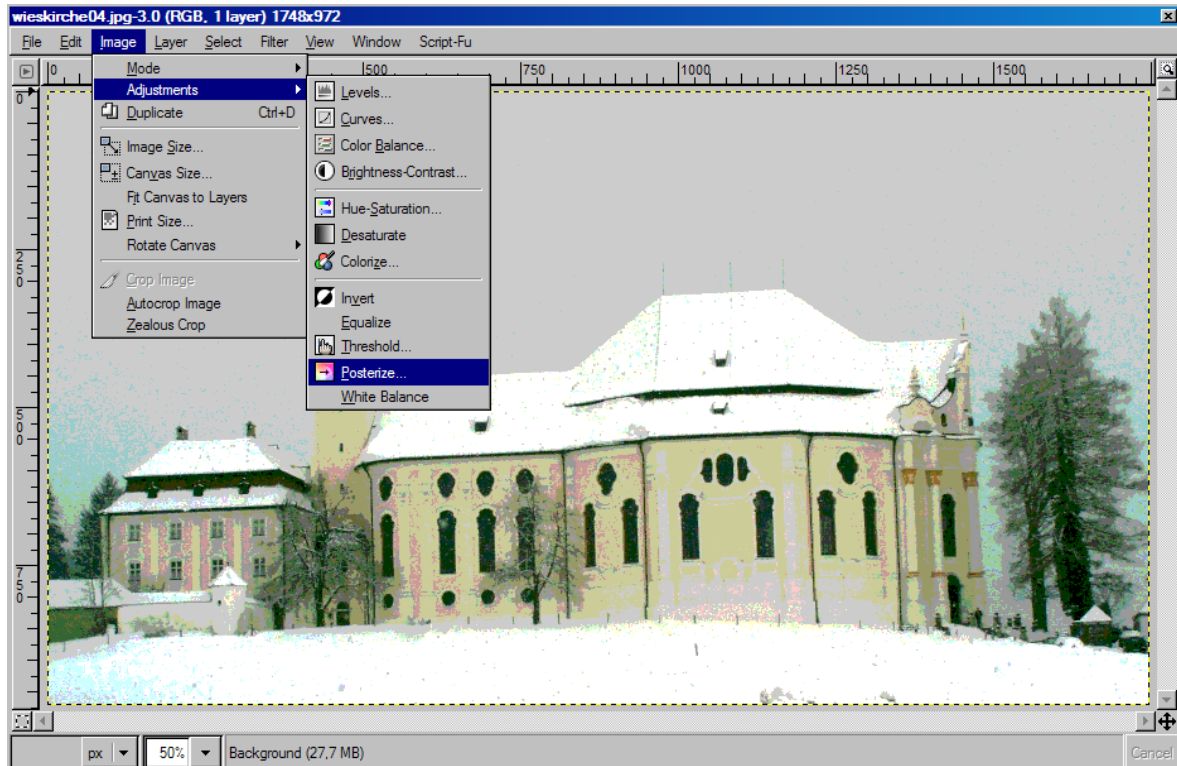 wieskirche04.jpg-3.0 (RGB, 1 layer) 1748x972
File Edit Image Layer Select Filter View Window Script-Fu
0 500 750 1000 1250 1500
Mode
Adjustments
Duplicate Ctrl+D
Image Size...
Canvas Size...
Fit Canvas to Layers
Print Size...
Rotate Canvas
Crop Image
Autocrop Image
Zealous Crop
Levels...
Curves...
Color Balance...
Brightness-Contrast...
Hue-Saturation...
Desaturate
Colorize...
Invert
Equalize
Threshold...
Posterize...
White Balance
0
250
500
750
px 50% Background (27,7 MB) Cancel